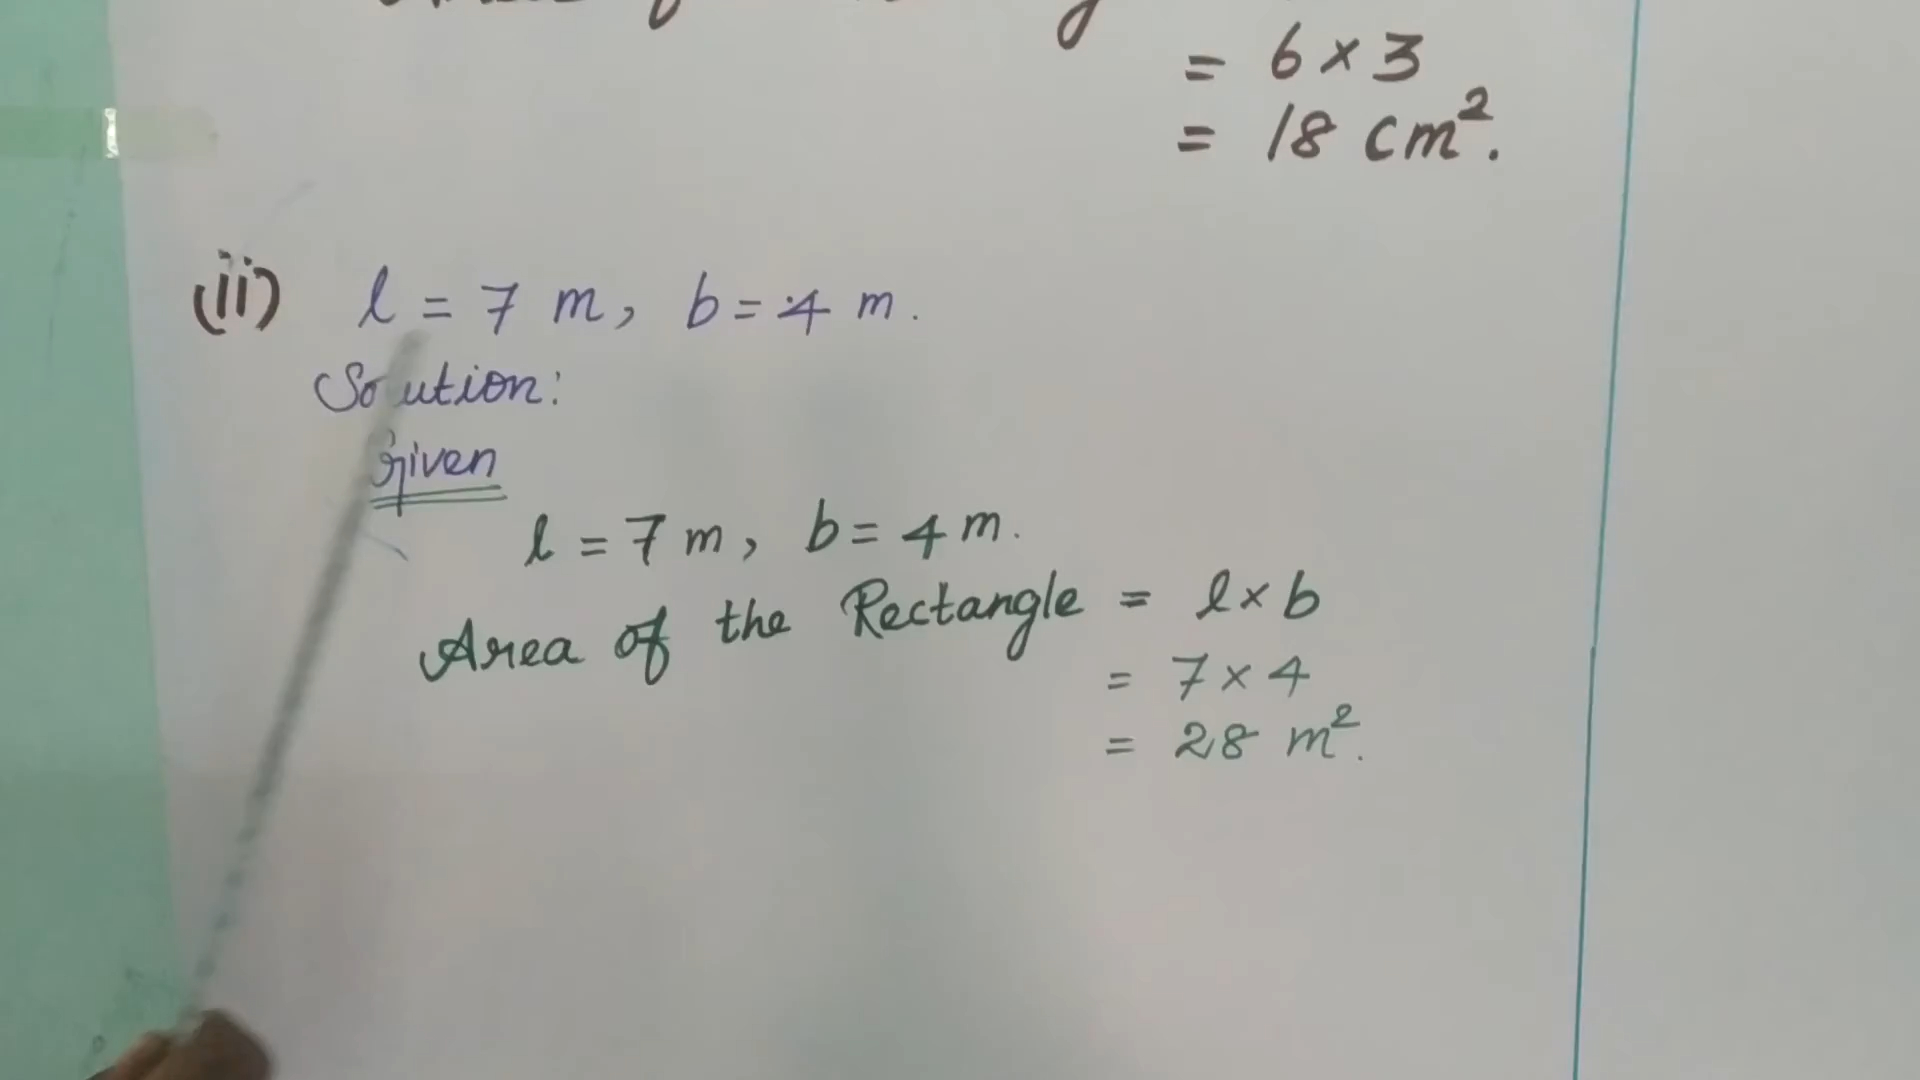 = 6 × 3
= 18 cm².
(ii) l = 7 m, b = 4 m.
Solution:
Given
l = 7 m, b = 4 m.
Area of the Rectangle = l × b
= 7 × 4
= 28 m².